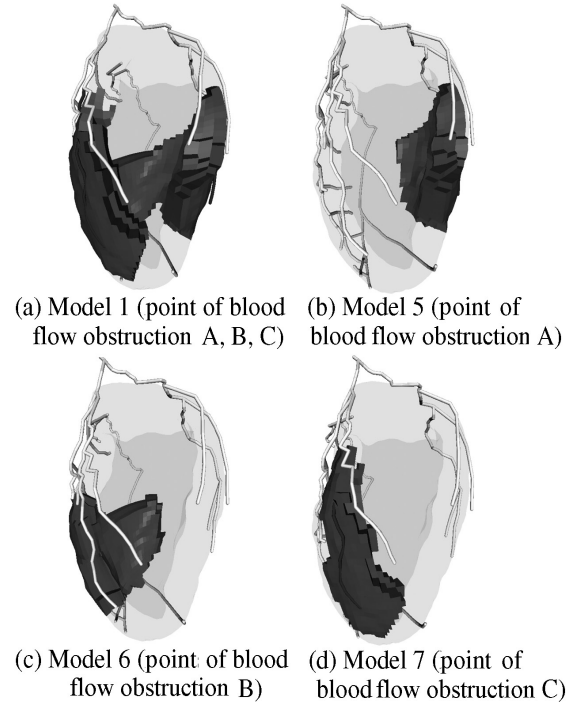 (a) Model 1 (point of blood
flow obstruction A, B, C)
(b) Model 5 (point of
blood flow obstruction A)
(c) Model 6 (point of blood
flow obstruction B)
(d) Model 7 (point of
blood flow obstruction C)